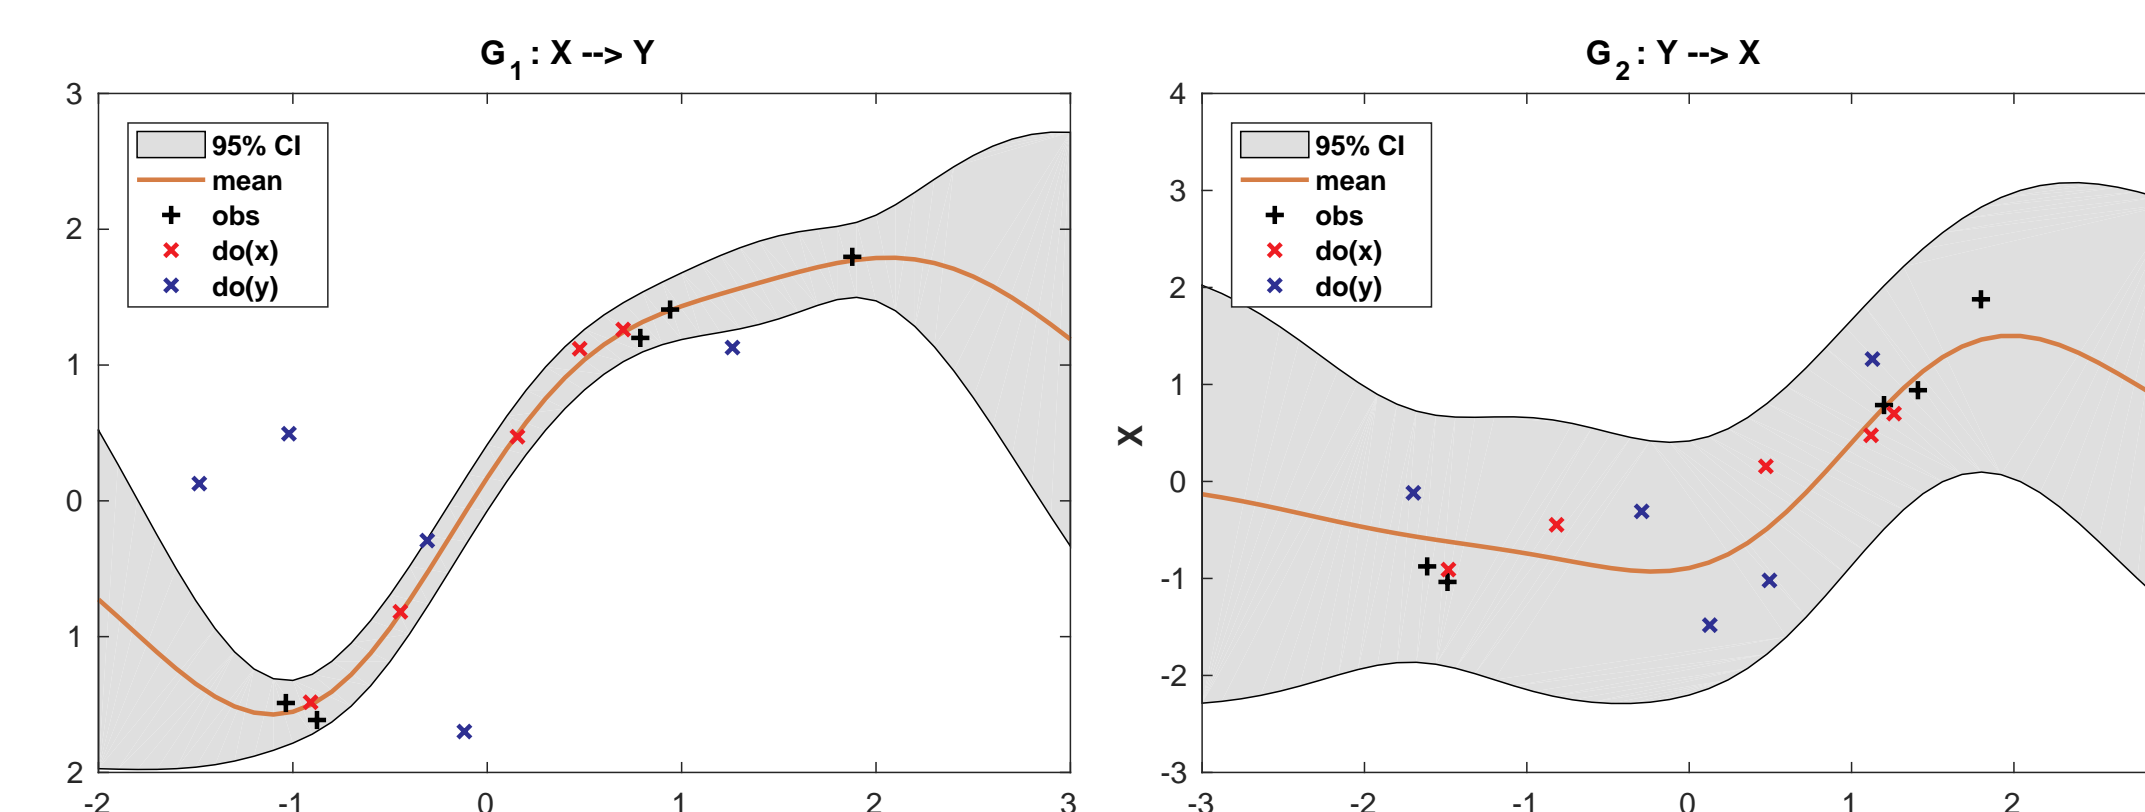 G1 : X --> Y
3
2
1
0
1
2
-2 -1 0 1 2 3
95% CI
mean
obs
do(x)
do(y)
G2 : Y --> X
X
4
3
2
1
0
-1
-2
-3
-3 -2 -1 0 1 2
95% CI
mean
obs
do(x)
do(y)